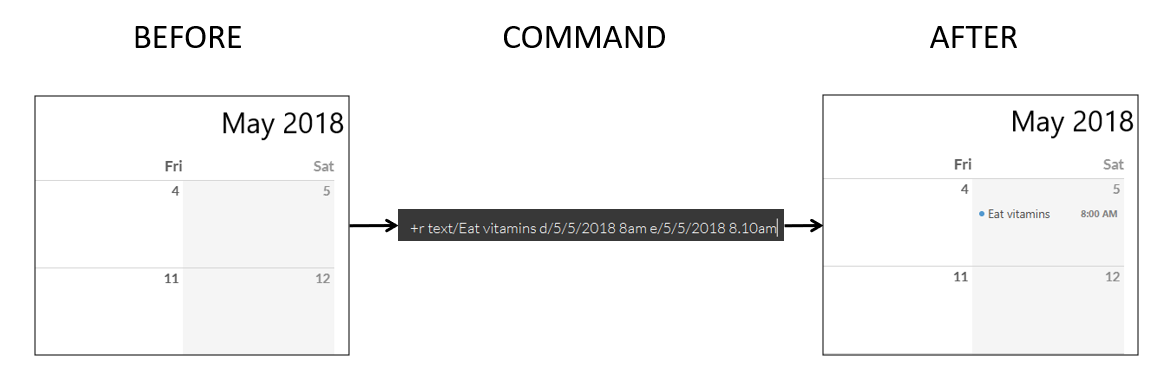 BEFORE COMMAND AFTER
May 2018
Fri Sat
4 5
11 12
+r text/Eat vitamins d/5/5/2018 8am e/5/5/2018 8.10am
May 2018
Fri Sat
4 5
• Eat vitamins 8:00 AM
11 12